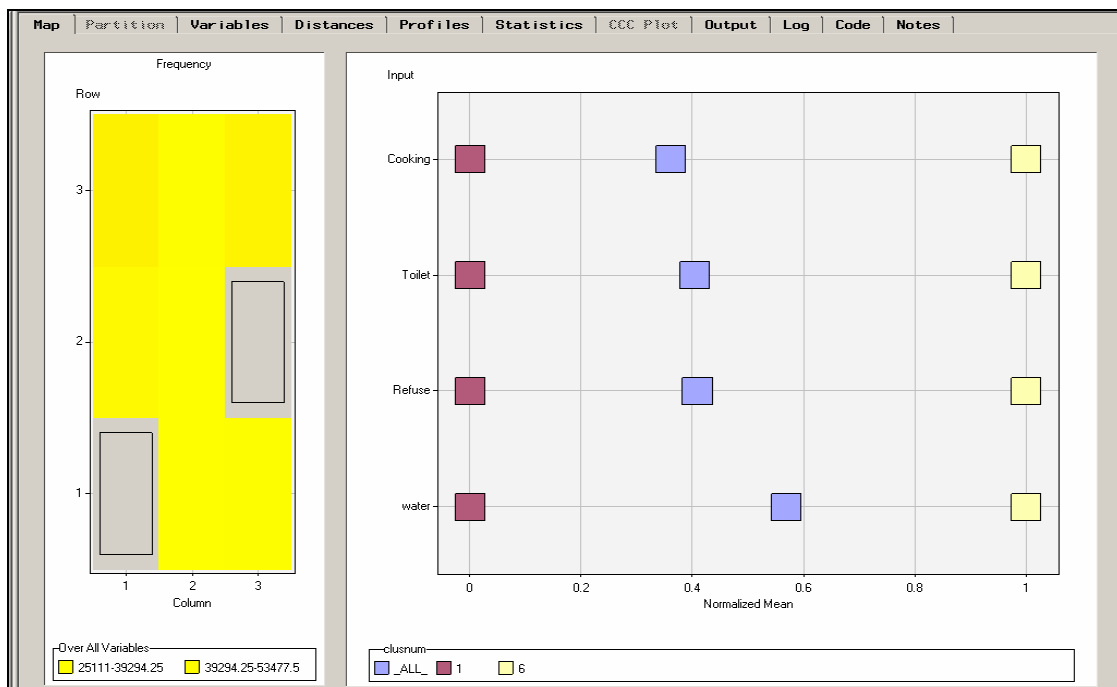 Map Partition Variables Distances Profiles Statistics CCC Plot Output Log Code Notes
Frequency
Row
3
2
1
1 2 3
Column
Over All Variables
25111-39294.25 39294.25-53477.5
Input
Cooking
Toilet
Refuse
water
0 0.2 0.4 0.6 0.8 1
Normalized Mean
clusnum
_ALL_ 1 6